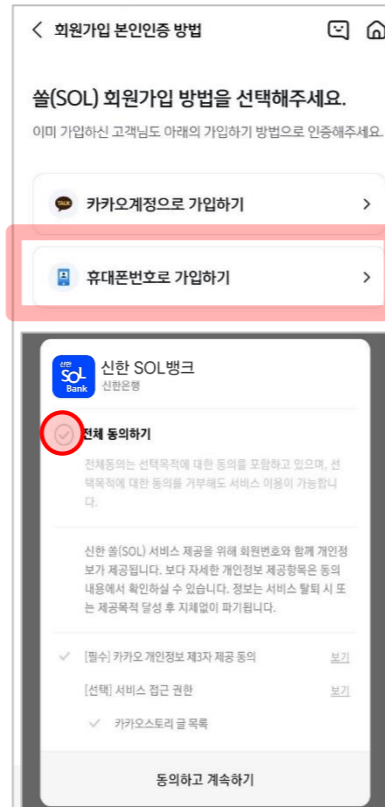 회원가입 본인인증 방법
쏠(SOL) 회원가입 방법을 선택해주세요.
이미 가입하신 고객님도 아래의 가입하기 방법으로 인증해주세요.
TALK
카카오계정으로 가입하기
휴대폰번호로 가입하기
신한
SOL
Bank
신한 SOL뱅크
신한은행
전체 동의하기
전체동의는 선택목적에 대한 동의를 포함하고 있으며, 선
택목적에 대한 동의를 거부해도 서비스 이용이 가능합니
다.
신한 쏠(SOL) 서비스 제공을 위해 회원번호와 함께 개인정
보가 제공됩니다. 보다 자세한 개인정보 제공항목은 동의
내용에서 확인하실 수 있습니다. 정보는 서비스 탈퇴 시 또
는 제공목적 달성 후 지체없이 파기됩니다.
[필수] 카카오 개인정보 제3자 제공 동의 보기
[선택] 서비스 접근 권한 보기
카카오스토리 글 목록
동의하고 계속하기